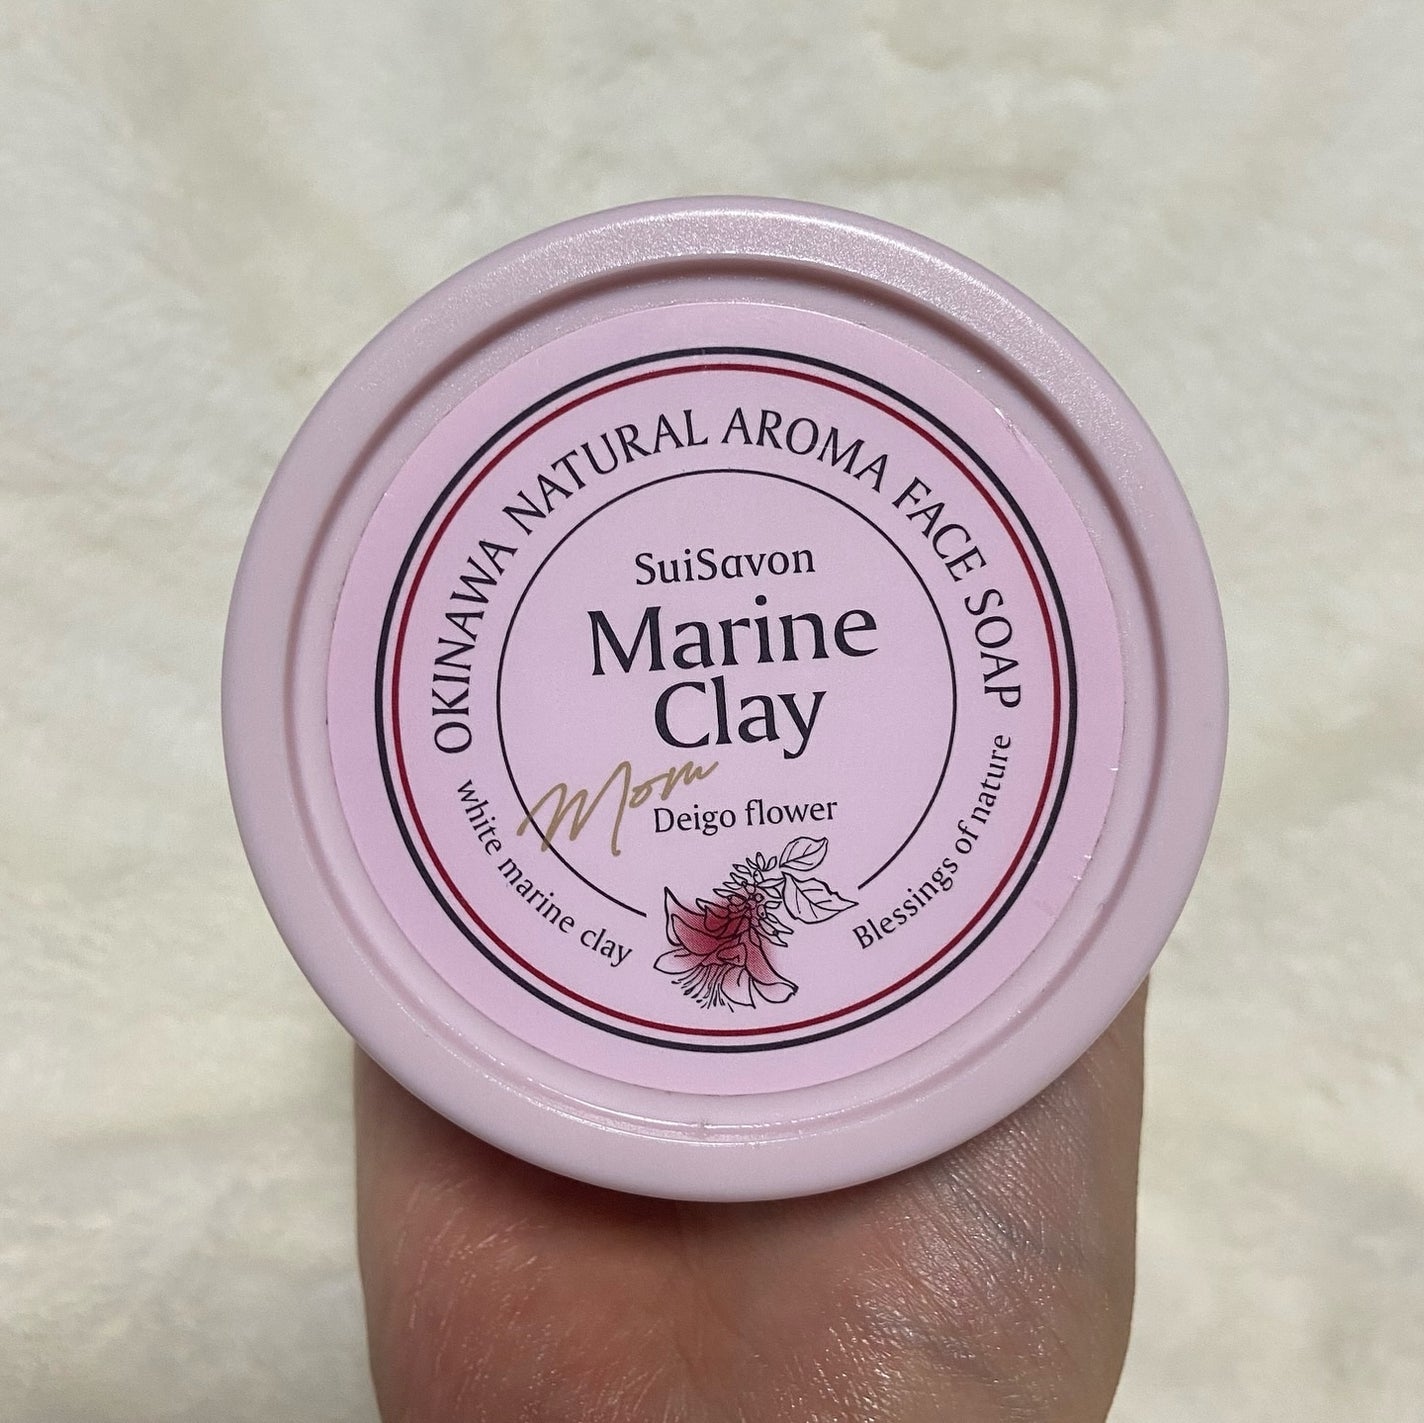 OKINAWA NATURAL AROMA FACE SOAP
SuiSavon
Marine
Clay
Mom
Deigo flower
white marine clay
Blessings of nature